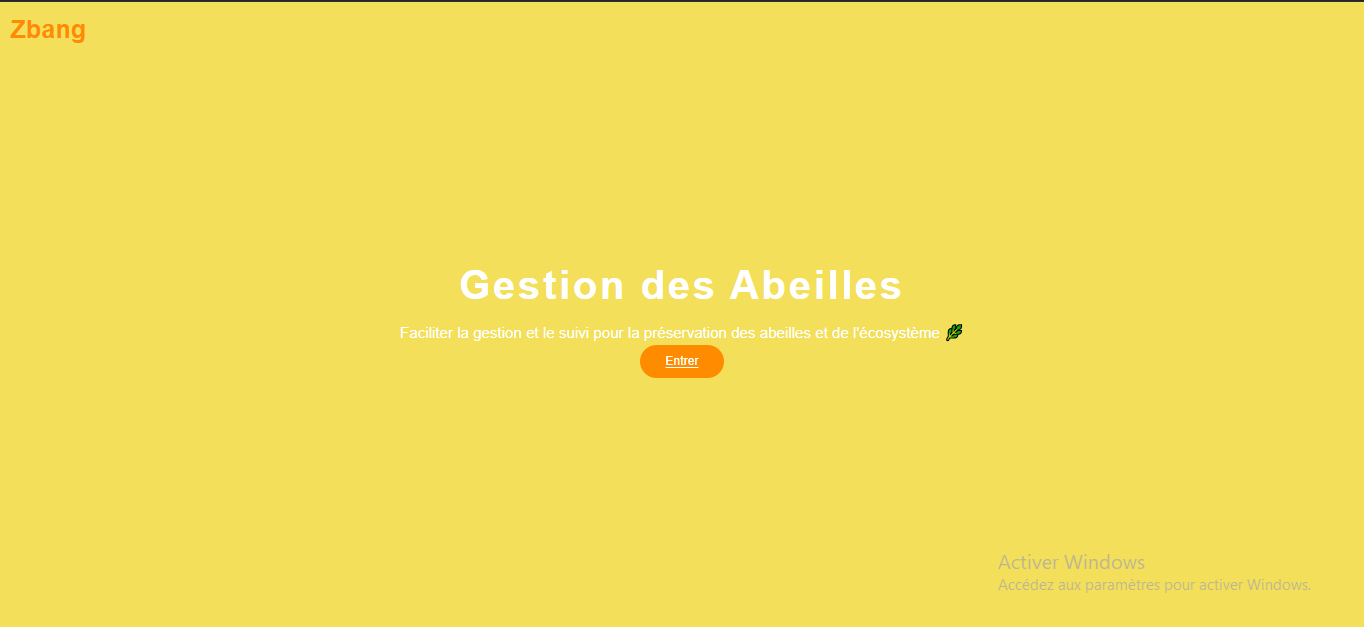 Zbang
Gestion des Abeilles
Faciliter la gestion et le suivi pour la préservation des abeilles et de l'écosystème
Entrer
Activer Windows
Accédez aux paramètres pour activer Windows.